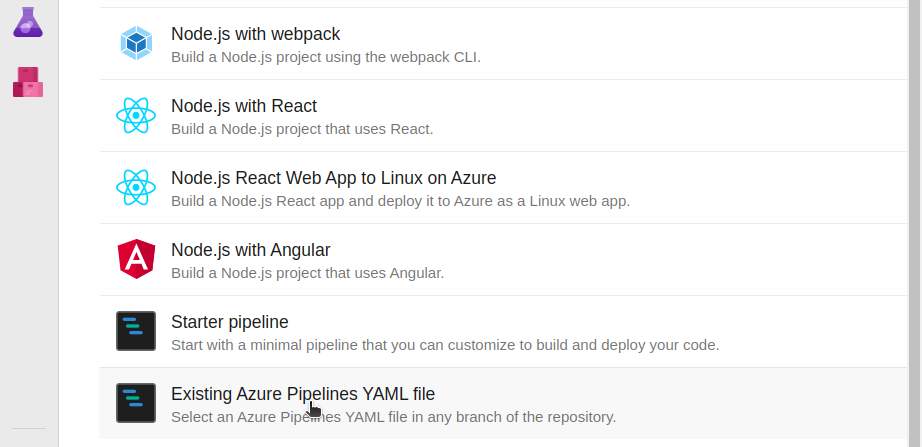 Node.js with webpack
Build a Node.js project using the webpack CLI.
Node.js with React
Build a Node.js project that uses React.
Node.js React Web App to Linux on Azure
Build a Node.js React app and deploy it to Azure as a Linux web app.
Node.js with Angular
Build a Node.js project that uses Angular.
Starter pipeline
Start with a minimal pipeline that you can customize to build and deploy your code.
Existing Azure Pipelines YAML file
Select an Azure Pipelines YAML file in any branch of the repository.